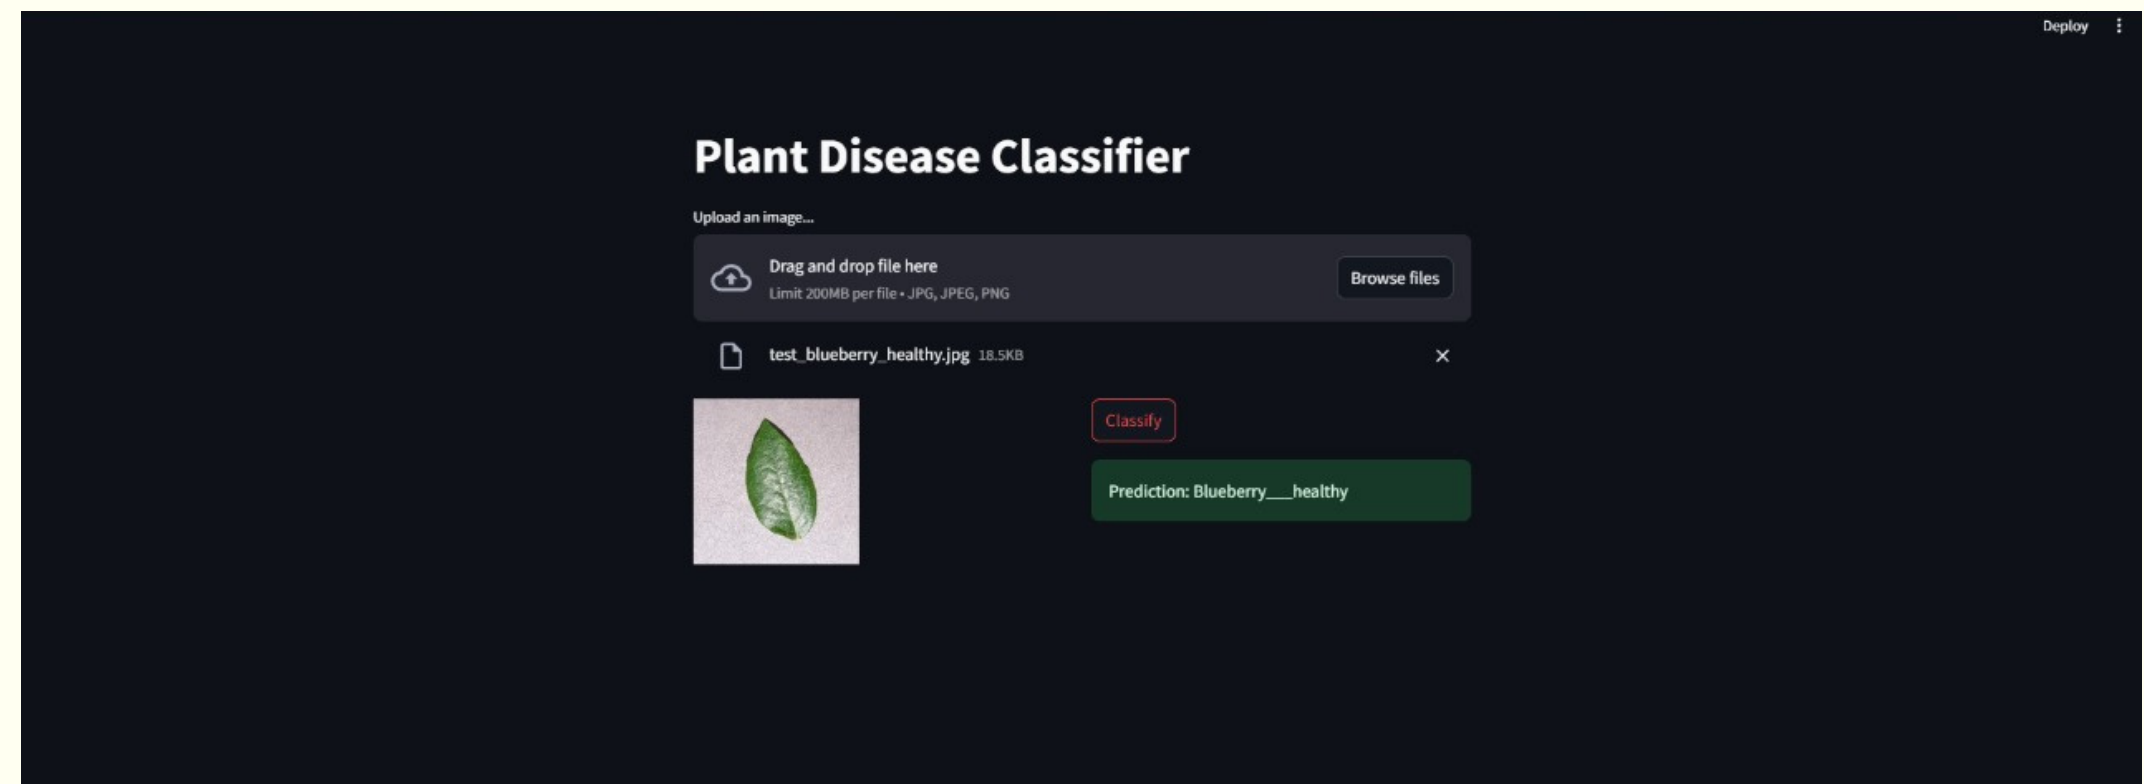 Deploy
Plant Disease Classifier
Upload an image...
Drag and drop file here
Limit 200MB per file • JPG, JPEG, PNG
Browse files
test_blueberry_healthy.jpg 18.5KB
Classify
Prediction: Blueberry___healthy